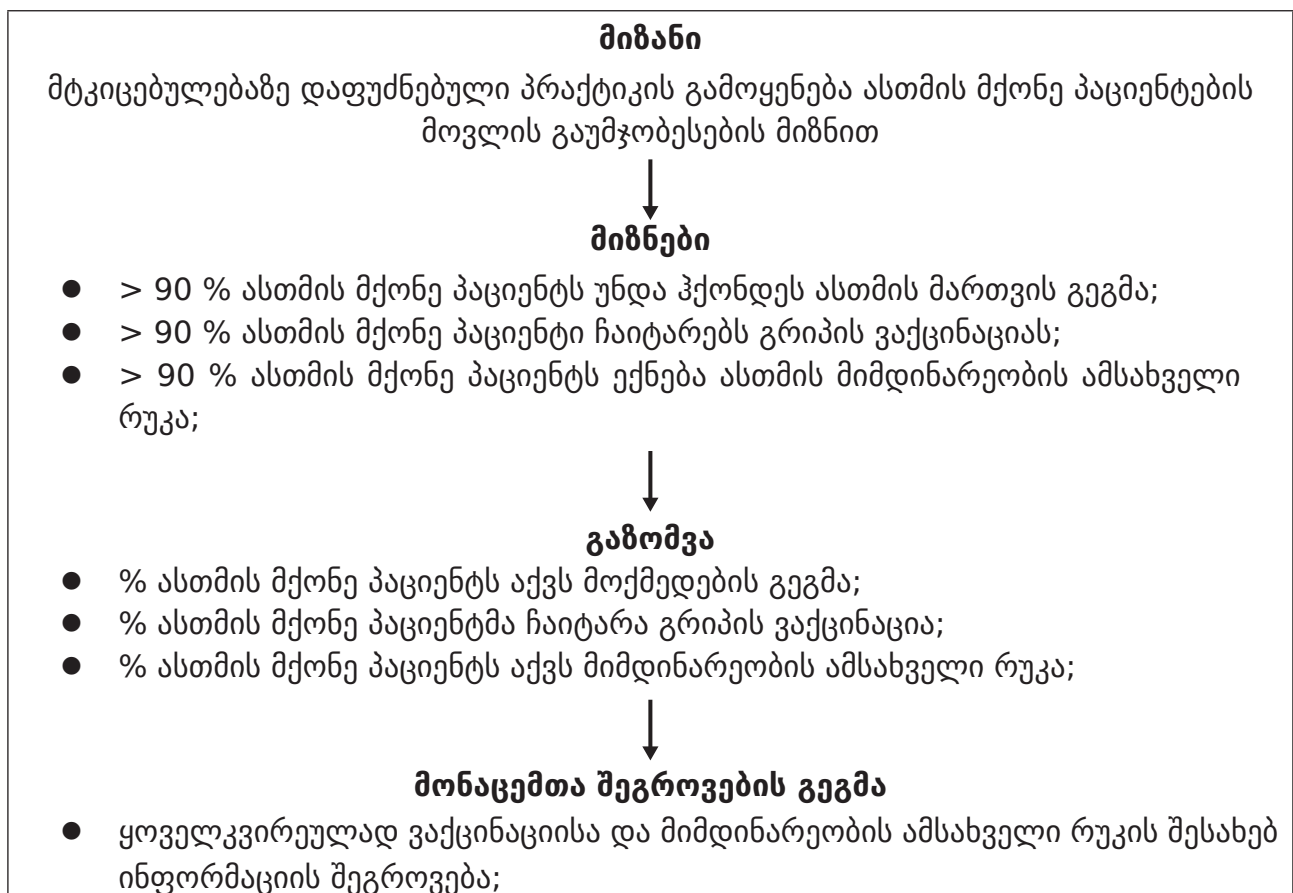 მიზანი
მტკიცებულებაზე დაფუძნებული პრაქტიკის გამოყენება ასთმის მქონე პაციენტების
მოვლის გაუმჯობესების მიზნით
მიზნები
● > 90 % ასთმის მქონე პაციენტს უნდა ჰქონდეს ასთმის მართვის გეგმა;
● > 90 % ასთმის მქონე პაციენტი ჩაიტარებს გრიპის ვაქცინაციას;
● > 90 % ასთმის მქონე პაციენტს ექნება ასთმის მიმდინარეობის ამსახველი
რუკა;
გაზომვა
● % ასთმის მქონე პაციენტს აქვს მოქმედების გეგმა;
● % ასთმის მქონე პაციენტმა ჩაიტარა გრიპის ვაქცინაცია;
● % ასთმის მქონე პაციენტს აქვს მიმდინარეობის ამსახველი რუკა;
მონაცემთა შეგროვების გეგმა
● ყოველკვირეულად ვაქცინაციისა და მიმდინარეობის ამსახველი რუკის შესახებ
ინფორმაციის შეგროვება;